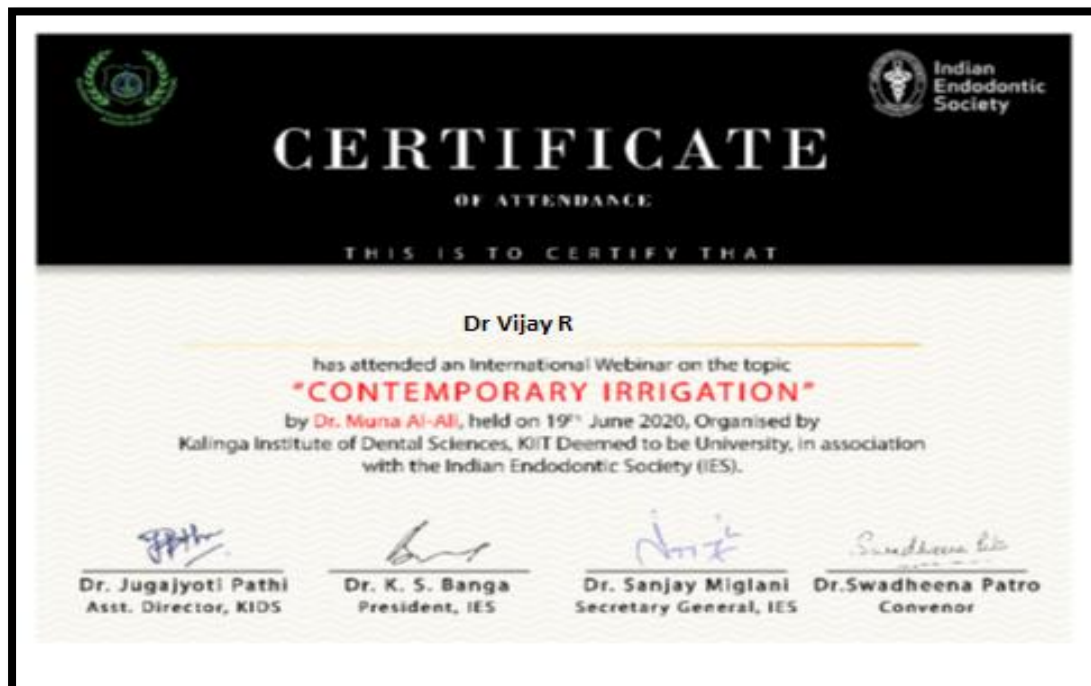 Indian
Endodontic
Society
CERTIFICATE
OF ATTENDANCE
THIS IS TO CERTIFY THAT
Dr Vijay R
has attended an International Webinar on the topic
"CONTEMPORARY IRRIGATION"
by Dr. Muna Al-Ali, held on 19th June 2020, Organised by
Kalinga Institute of Dental Sciences, KIIT Deemed to be University, in association
with the Indian Endodontic Society (IES).
Dr. Jugajyoti Pathi Dr. K. S. Banga Dr. Sanjay Miglani Dr.Swadheena Patro
Asst. Director, KIDS President, IES Secretary General, IES Convenor